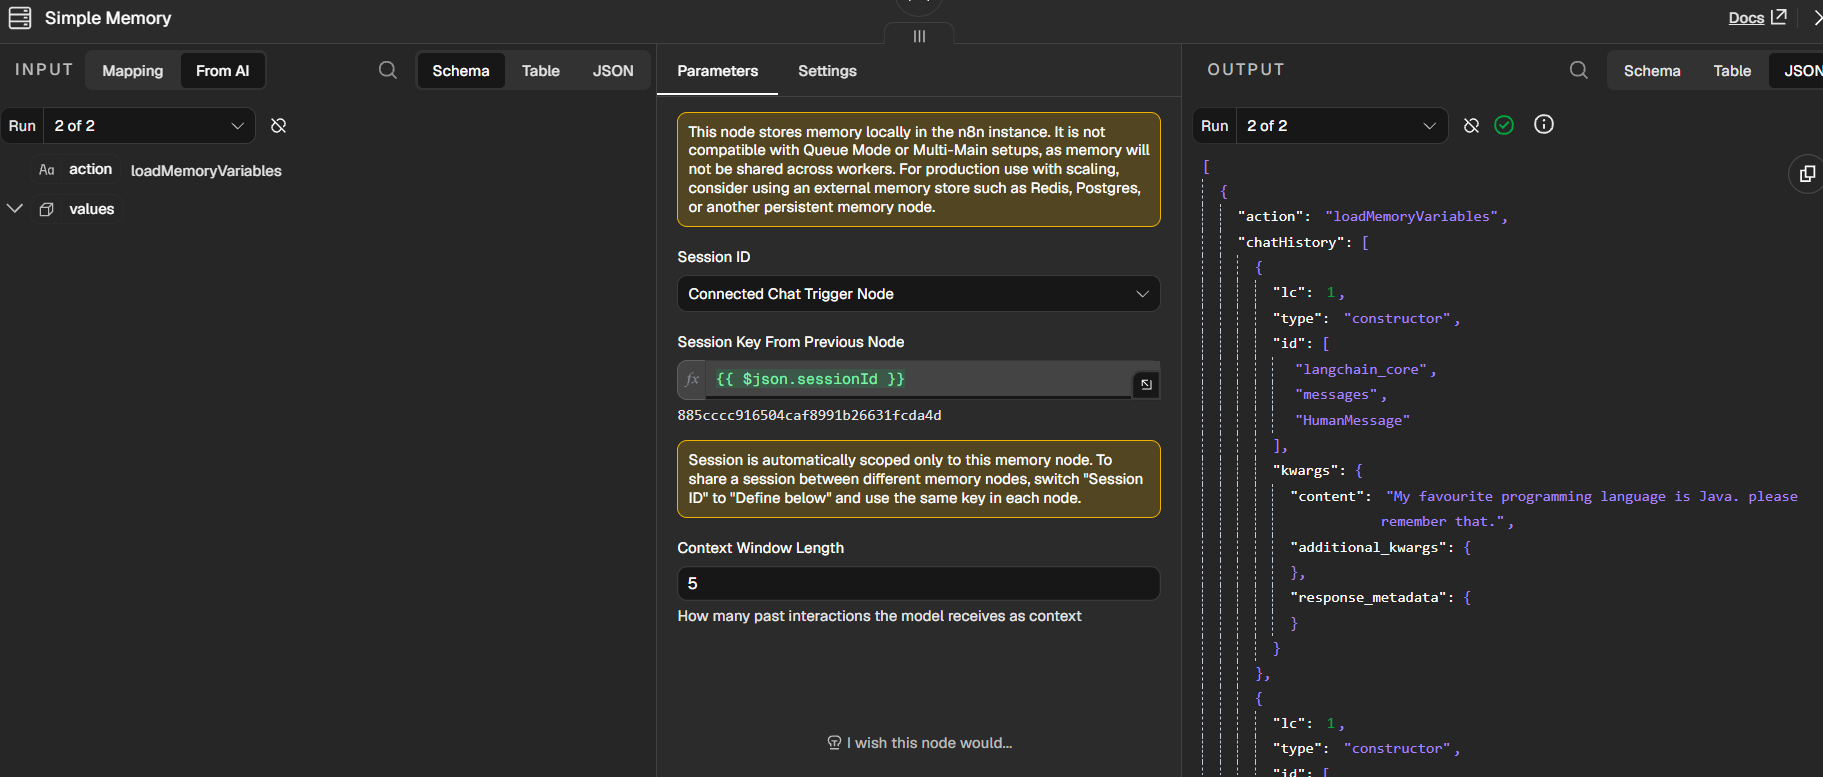 Simple Memory
Docs
INPUT
Mapping
From AI
Schema
Table
JSON
Run
2 of 2
Aa action loadMemoryVariables
values
Parameters
Settings
This node stores memory locally in the n8n instance. It is not
compatible with Queue Mode or Multi-Main setups, as memory will
not be shared across workers. For production use with scaling,
consider using an external memory store such as Redis, Postgres,
or another persistent memory node.
Session ID
Connected Chat Trigger Node
Session Key From Previous Node
fx {{ $json.sessionId }}
885cccc916504caf8991b26631fcda4d
Session is automatically scoped only to this memory node. To
share a session between different memory nodes, switch "Session
ID" to "Define below" and use the same key in each node.
Context Window Length
5
How many past interactions the model receives as context
I wish this node would...
OUTPUT
Schema
Table
JSON
Run
2 of 2
[
{
"action": "loadMemoryVariables",
"chatHistory": [
{
"lc": 1,
"type": "constructor",
"id": [
"langchain_core",
"messages",
"HumanMessage"
],
"kwargs": {
"content": "My favourite programming language is Java. please
remember that.",
"additional_kwargs": {
},
"response_metadata": {
}
}
},
{
"lc": 1,
"type": "constructor",
"id": [